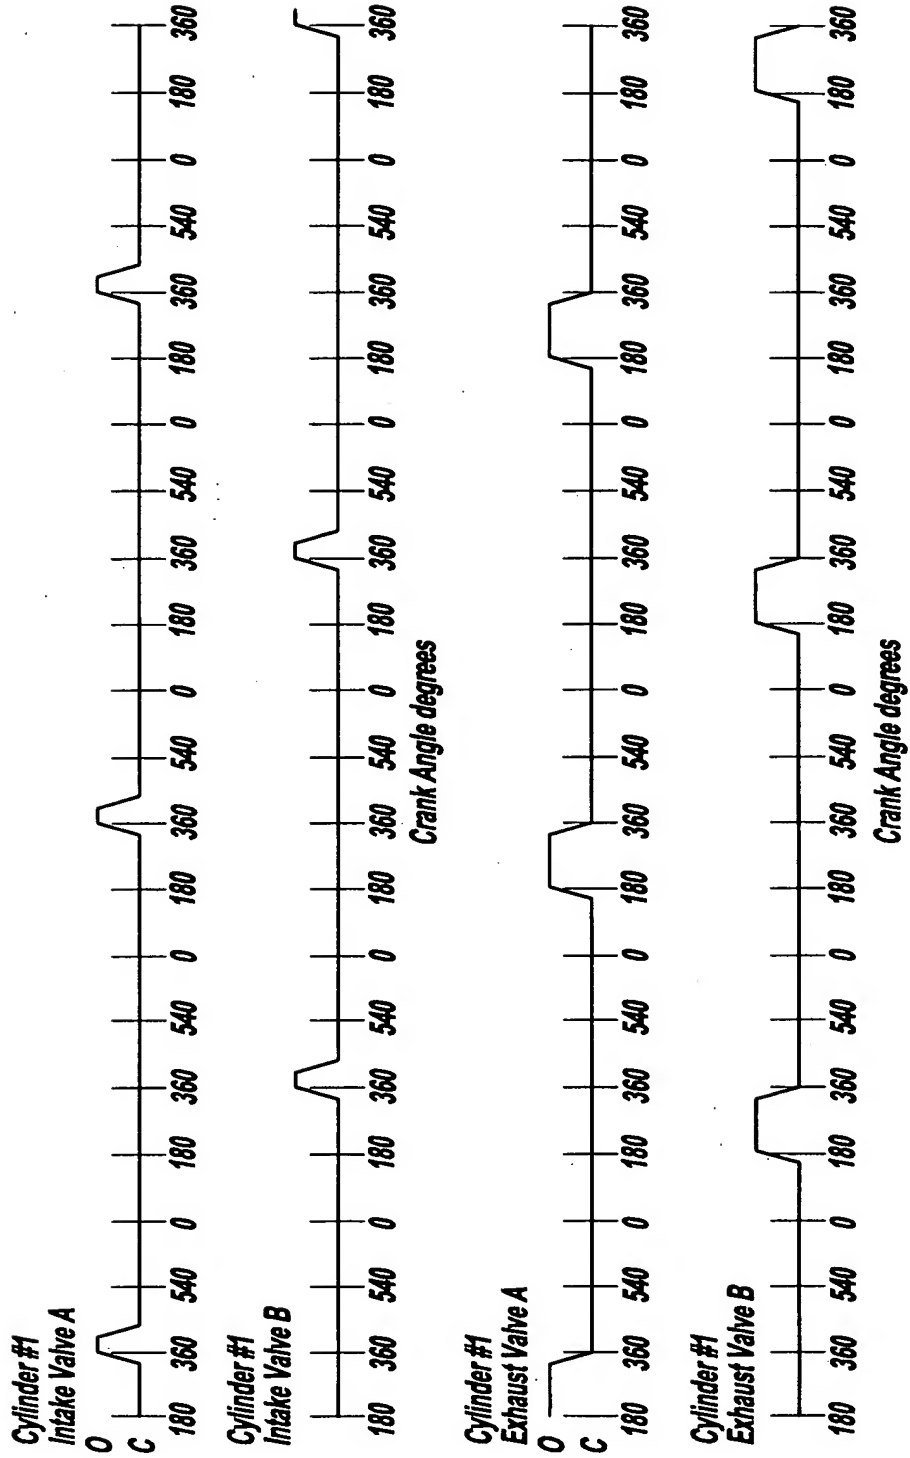 Cylinder #1
Intake Valve A
O
C
180 360 540 0 180 360 540 0 180 360 540 0 180 360 540 0 180 360
Cylinder #1
Intake Valve B
180 360 540 0 180 360 540 0 180 360 540 0 180 360 540 0 180 360
Crank Angle degrees
Cylinder #1
Exhaust Valve A
O
C
180 360 540 0 180 360 540 0 180 360 540 0 180 360 540 0 180 360
Cylinder #1
Exhaust Valve B
180 360 540 0 180 360 540 0 180 360 540 0 180 360 540 0 180 360
Crank Angle degrees